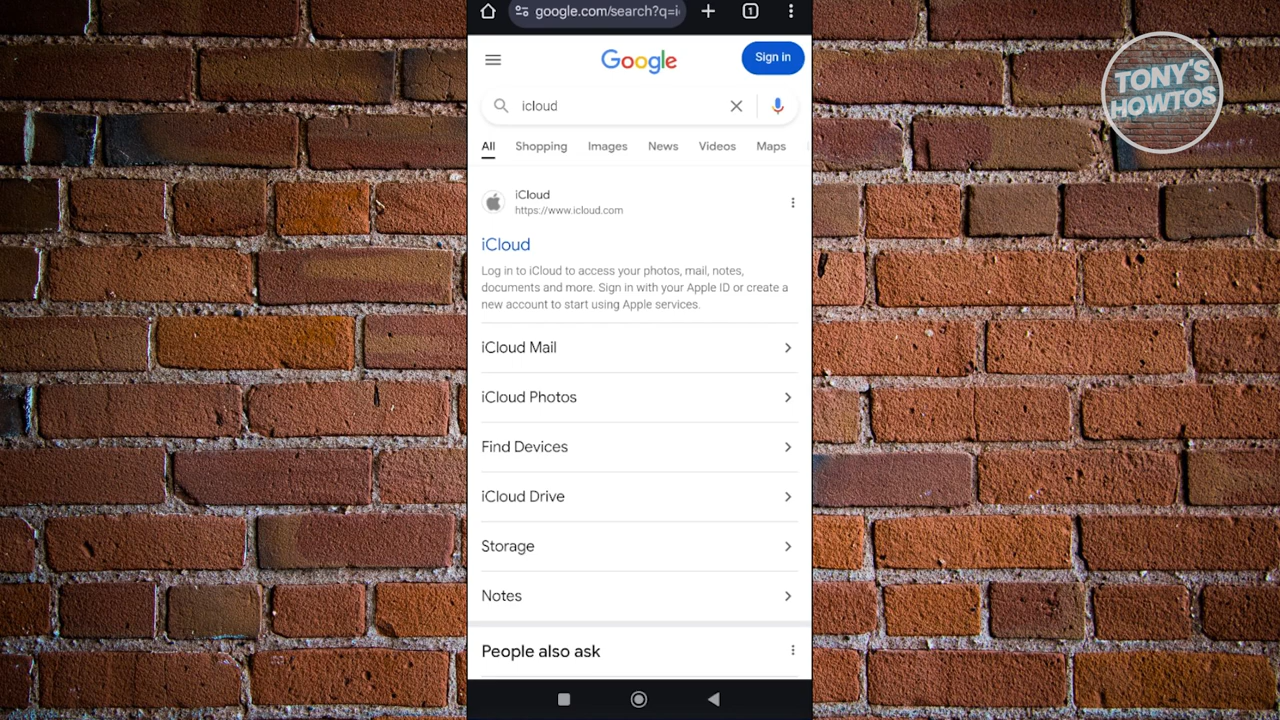 google.com/search?q=i
1
Google
Sign in
icloud
All Shopping Images News Videos Maps
iCloud
https://www.icloud.com
iCloud
Log in to iCloud to access your photos, mail, notes,
documents and more. Sign in with your Apple ID or create a
new account to start using Apple services.
iCloud Mail
iCloud Photos
Find Devices
iCloud Drive
Storage
Notes
People also ask
TONY'S
HOWTOS